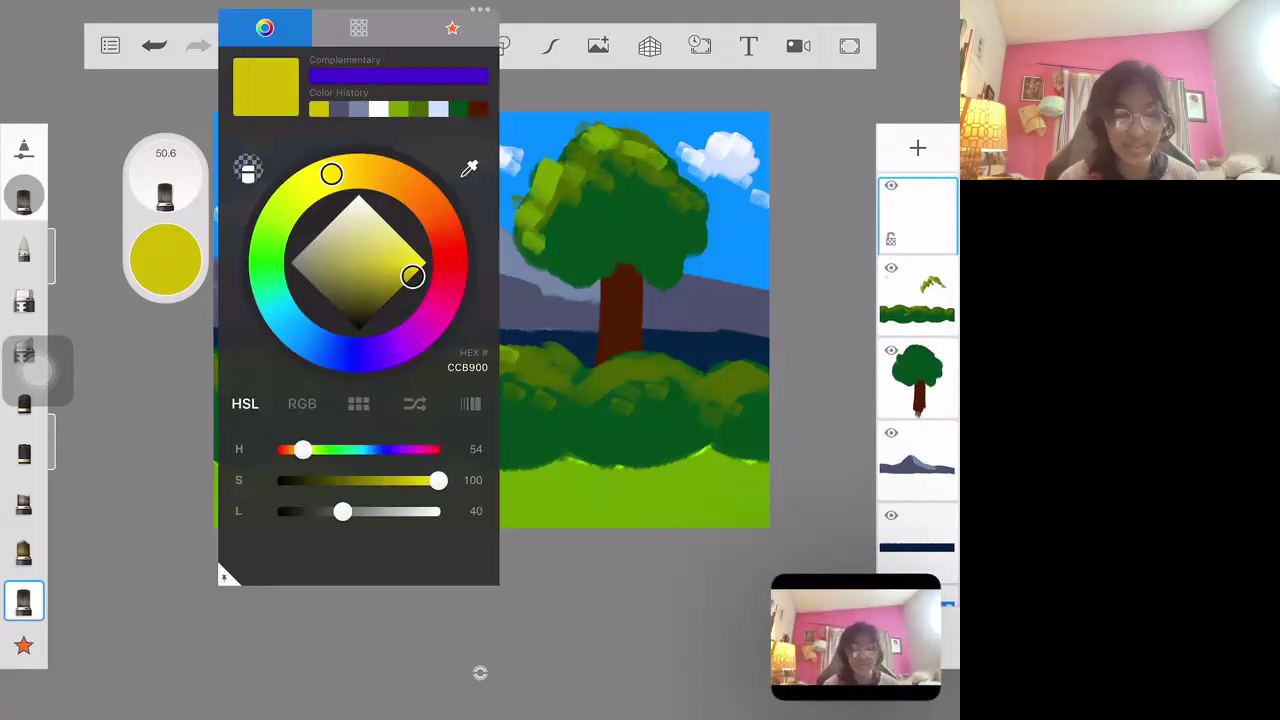 Complementary
Color History
50.6
T
HEX #
CCB900
HSL RGB
H 54
S 100
L 40